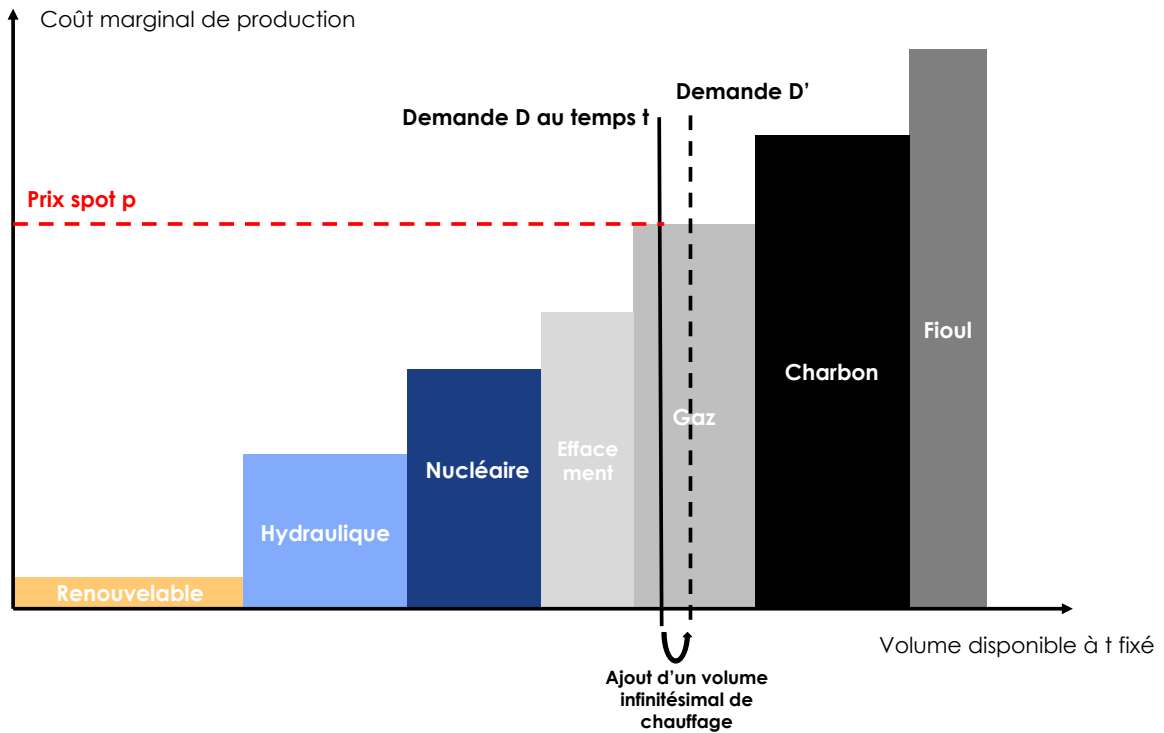 Coût marginal de production
Demande D'
Demande D au temps t
Prix spot p
Fioul
Charbon
Gaz
Efface
ment
Nucléaire
Hydraulique
Renouvelable
Volume disponible à t fixé
Ajout d'un volume
infinitésimal de
chauffage